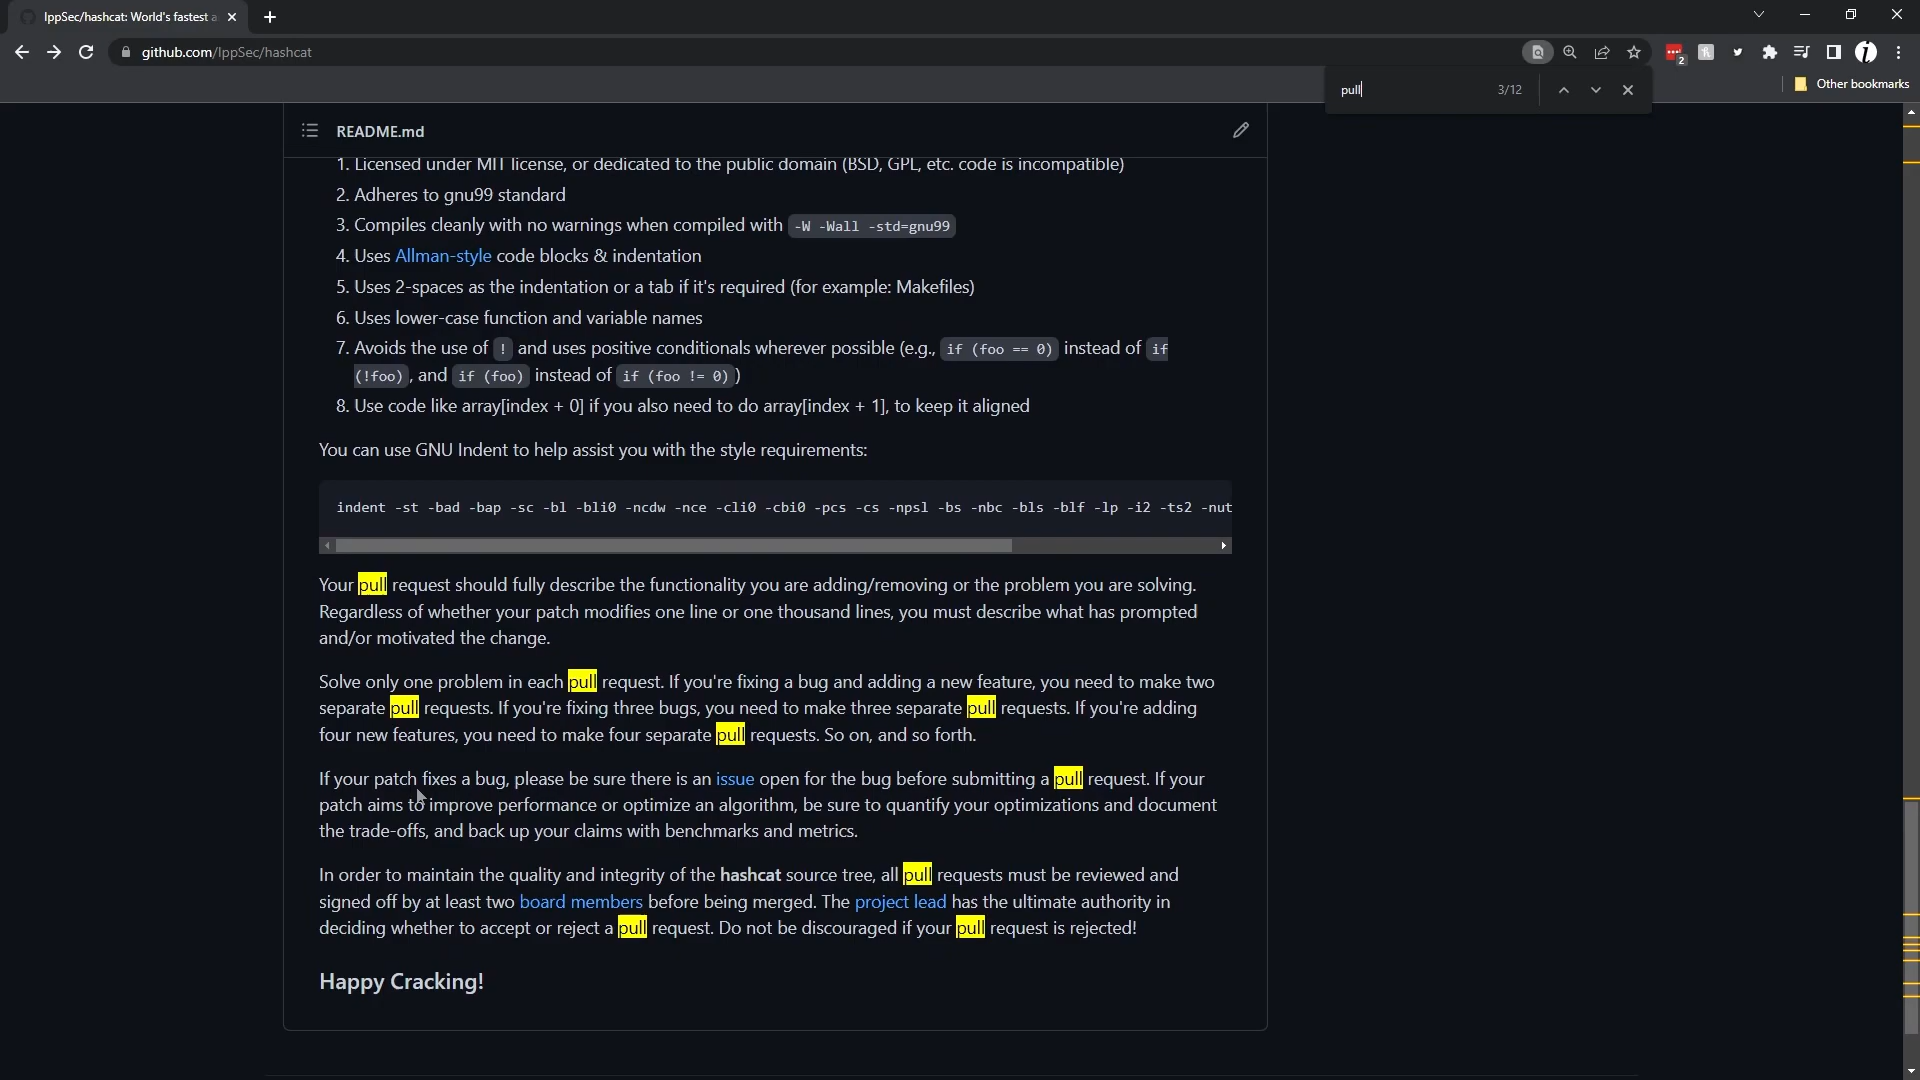 IppSec/hashcat: World's fastest a
github.com/IppSec/hashcat
2
pull
3/12
Other bookmarks
README.md
1. Licensed under MIT license, or dedicated to the public domain (BSD, GPL, etc. code is incompatible)
2. Adheres to gnu99 standard
3. Compiles cleanly with no warnings when compiled with -W -Wall -std=gnu99
4. Uses Allman-style code blocks & indentation
5. Uses 2-spaces as the indentation or a tab if it's required (for example: Makefiles)
6. Uses lower-case function and variable names
7. Avoids the use of ! and uses positive conditionals wherever possible (e.g., if (foo == 0) instead of if
(!foo), and if (foo) instead of if (foo != 0))
8. Use code like array[index + 0] if you also need to do array[index + 1], to keep it aligned
You can use GNU Indent to help assist you with the style requirements:
indent -st -bad -bap -sc -bl -bli0 -ncdw -nce -cli0 -cbi0 -pcs -cs -npsl -bs -nbc -bls -blf -lp -i2 -ts2 -nut
Your pull request should fully describe the functionality you are adding/removing or the problem you are solving.
Regardless of whether your patch modifies one line or one thousand lines, you must describe what has prompted
and/or motivated the change.
Solve only one problem in each pull request. If you're fixing a bug and adding a new feature, you need to make two
separate pull requests. If you're fixing three bugs, you need to make three separate pull requests. If you're adding
four new features, you need to make four separate pull requests. So on, and so forth.
If your patch fixes a bug, please be sure there is an issue open for the bug before submitting a pull request. If your
patch aims to improve performance or optimize an algorithm, be sure to quantify your optimizations and document
the trade-offs, and back up your claims with benchmarks and metrics.
In order to maintain the quality and integrity of the hashcat source tree, all pull requests must be reviewed and
signed off by at least two board members before being merged. The project lead has the ultimate authority in
deciding whether to accept or reject a pull request. Do not be discouraged if your pull request is rejected!
Happy Cracking!